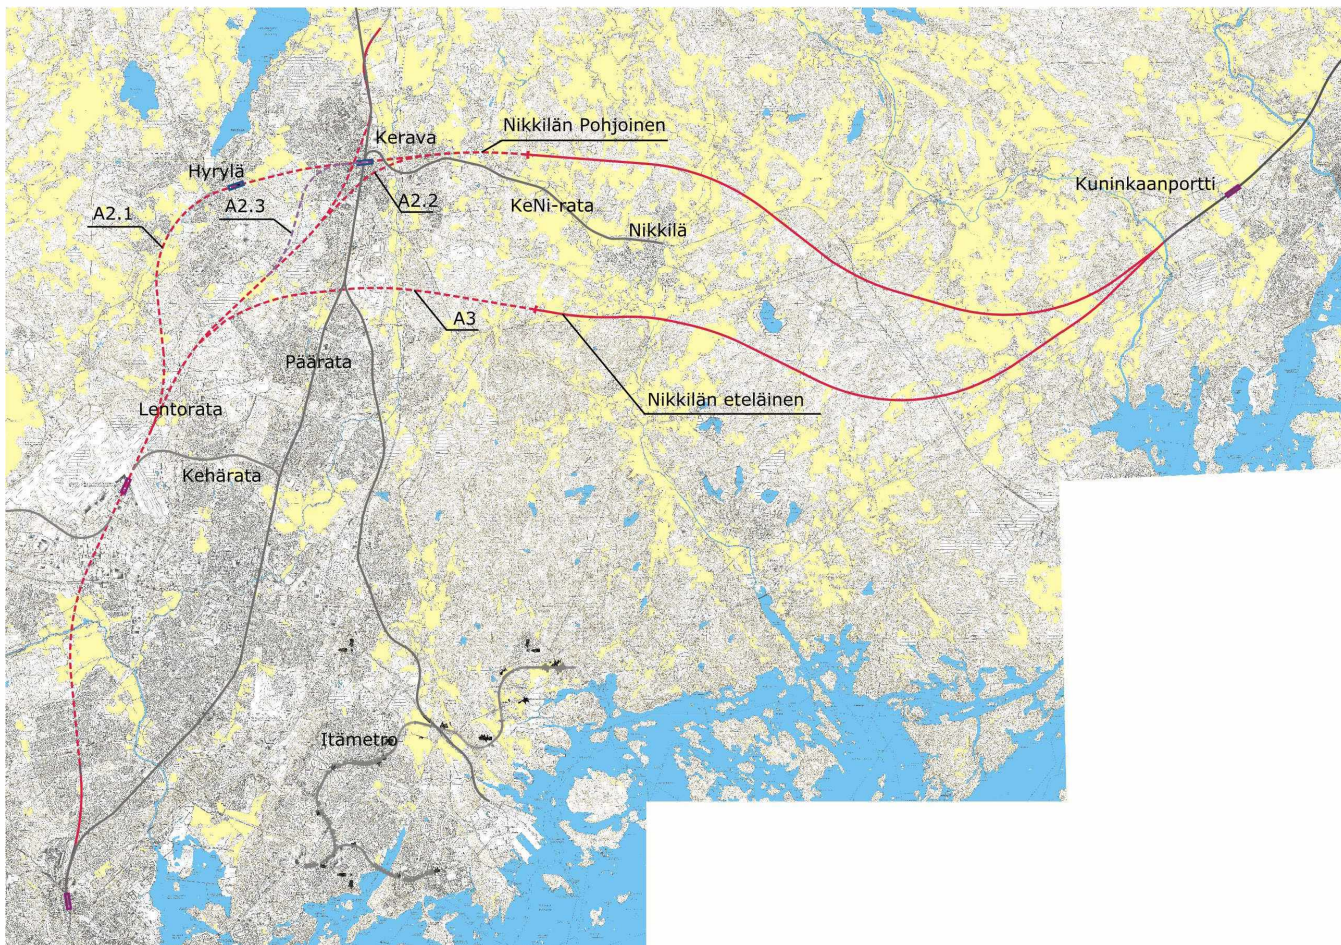 Kerava
Nikkilän Pohjoinen
Hyrylä
Kuninkaanportti
A2.1
A2.3
A2.2
KeNi-rata
Nikkilä
A3
Päärata
Nikkilän eteläinen
Lentorata
Kehärata
Itämetro